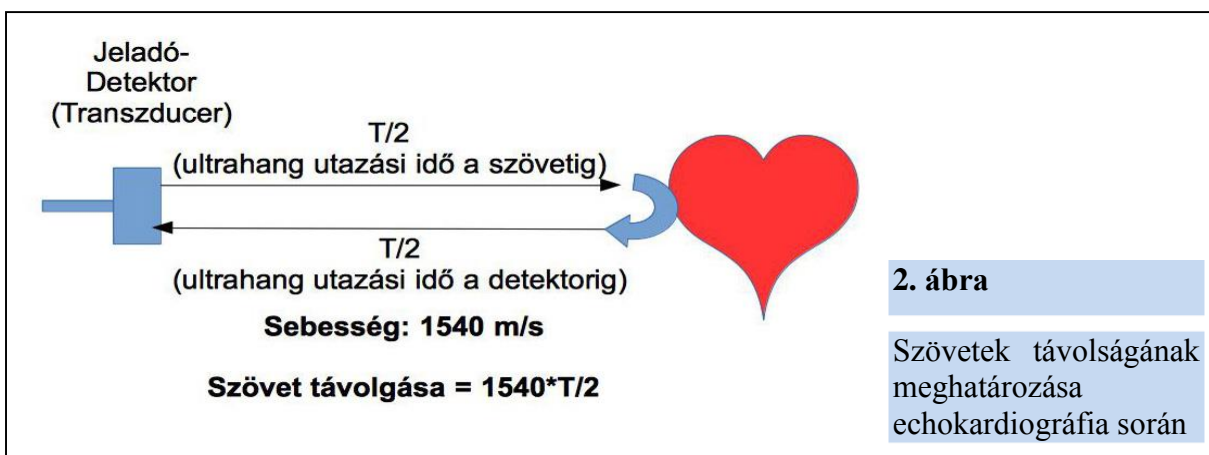 Jeladó-
Detektor
(Transzducer)
T/2
(ultrahang utazási idő a szövetig)
T/2
(ultrahang utazási idő a detektorig)
Sebesség: 1540 m/s
Szövet távolgása = 1540*T/2
2. ábra
Szövetek távolságának
meghatározása
echokardiográfia során